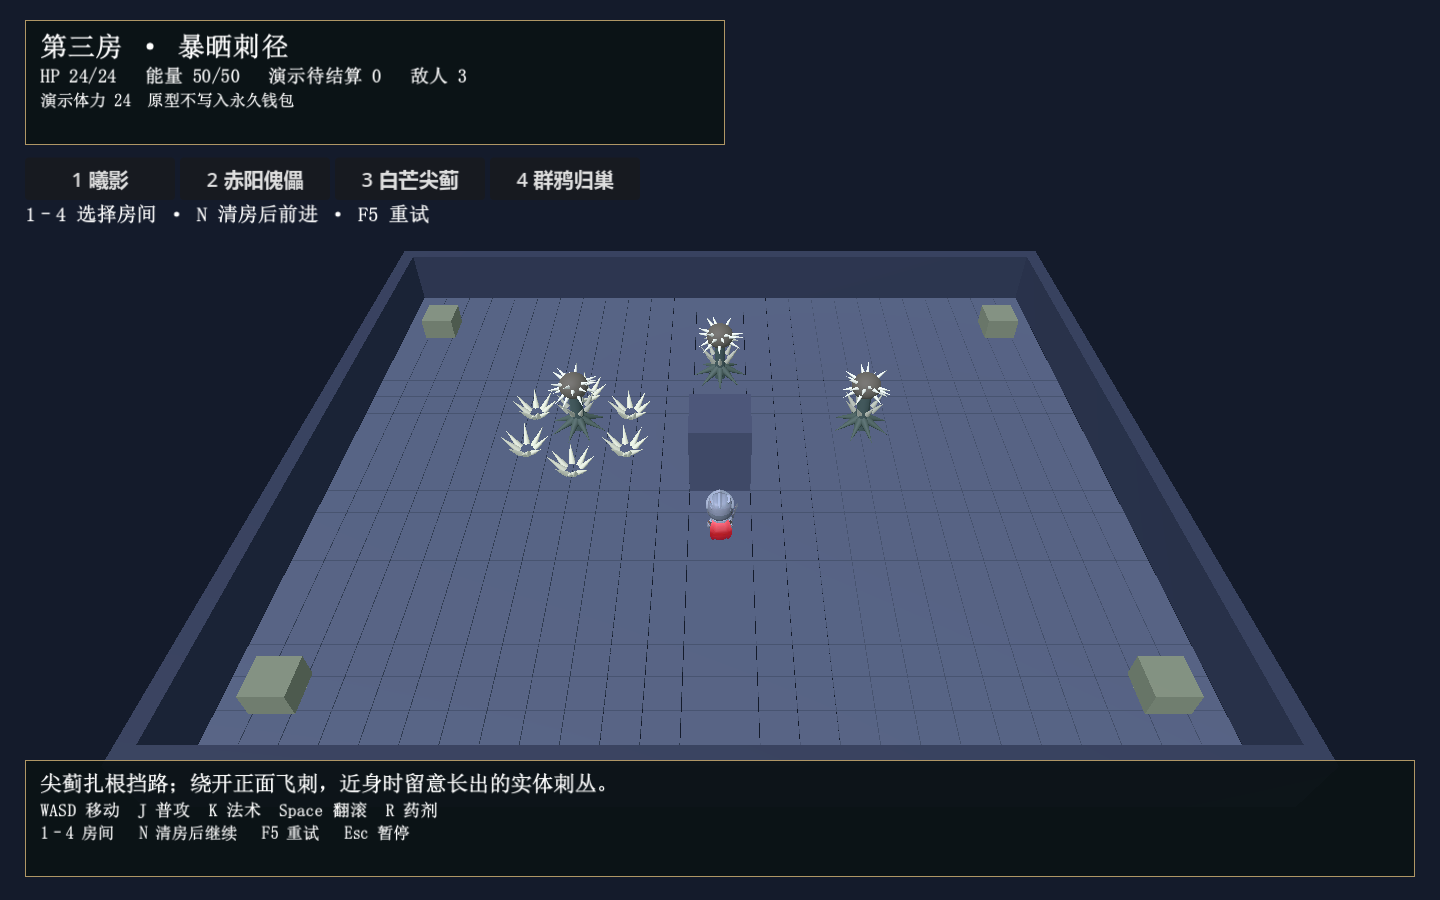 第三房 • 暴晒刺径
HP 24/24 能量 50/50 演示待结算 0 敌人 3
演示体力 24 原型不写入永久钱包
1 曦影 2 赤阳傀儡 3 白芒尖蓟 4 群鸦归巢
1-4 选择房间 • N 清房后前进 • F5 重试
尖蓟扎根挡路；绕开正面飞刺，近身时留意长出的实体刺丛。
WASD 移动 J 普攻 K 法术 Space 翻滚 R 药剂
1-4 房间 N 清房后继续 F5 重试 Esc 暂停